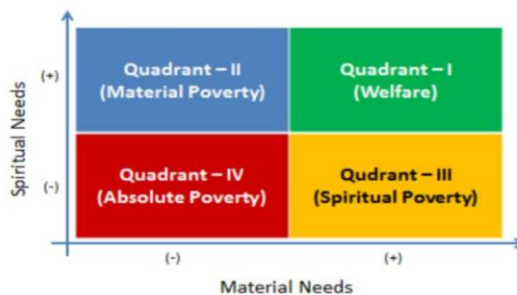 Spiritual Needs
(+)
(-)
Quadrant – II
(Material Poverty)
Quadrant – I
(Welfare)
Quadrant – IV
(Absolute Poverty)
Qudrant – III
(Spiritual Poverty)
(-)
(+)
Material Needs